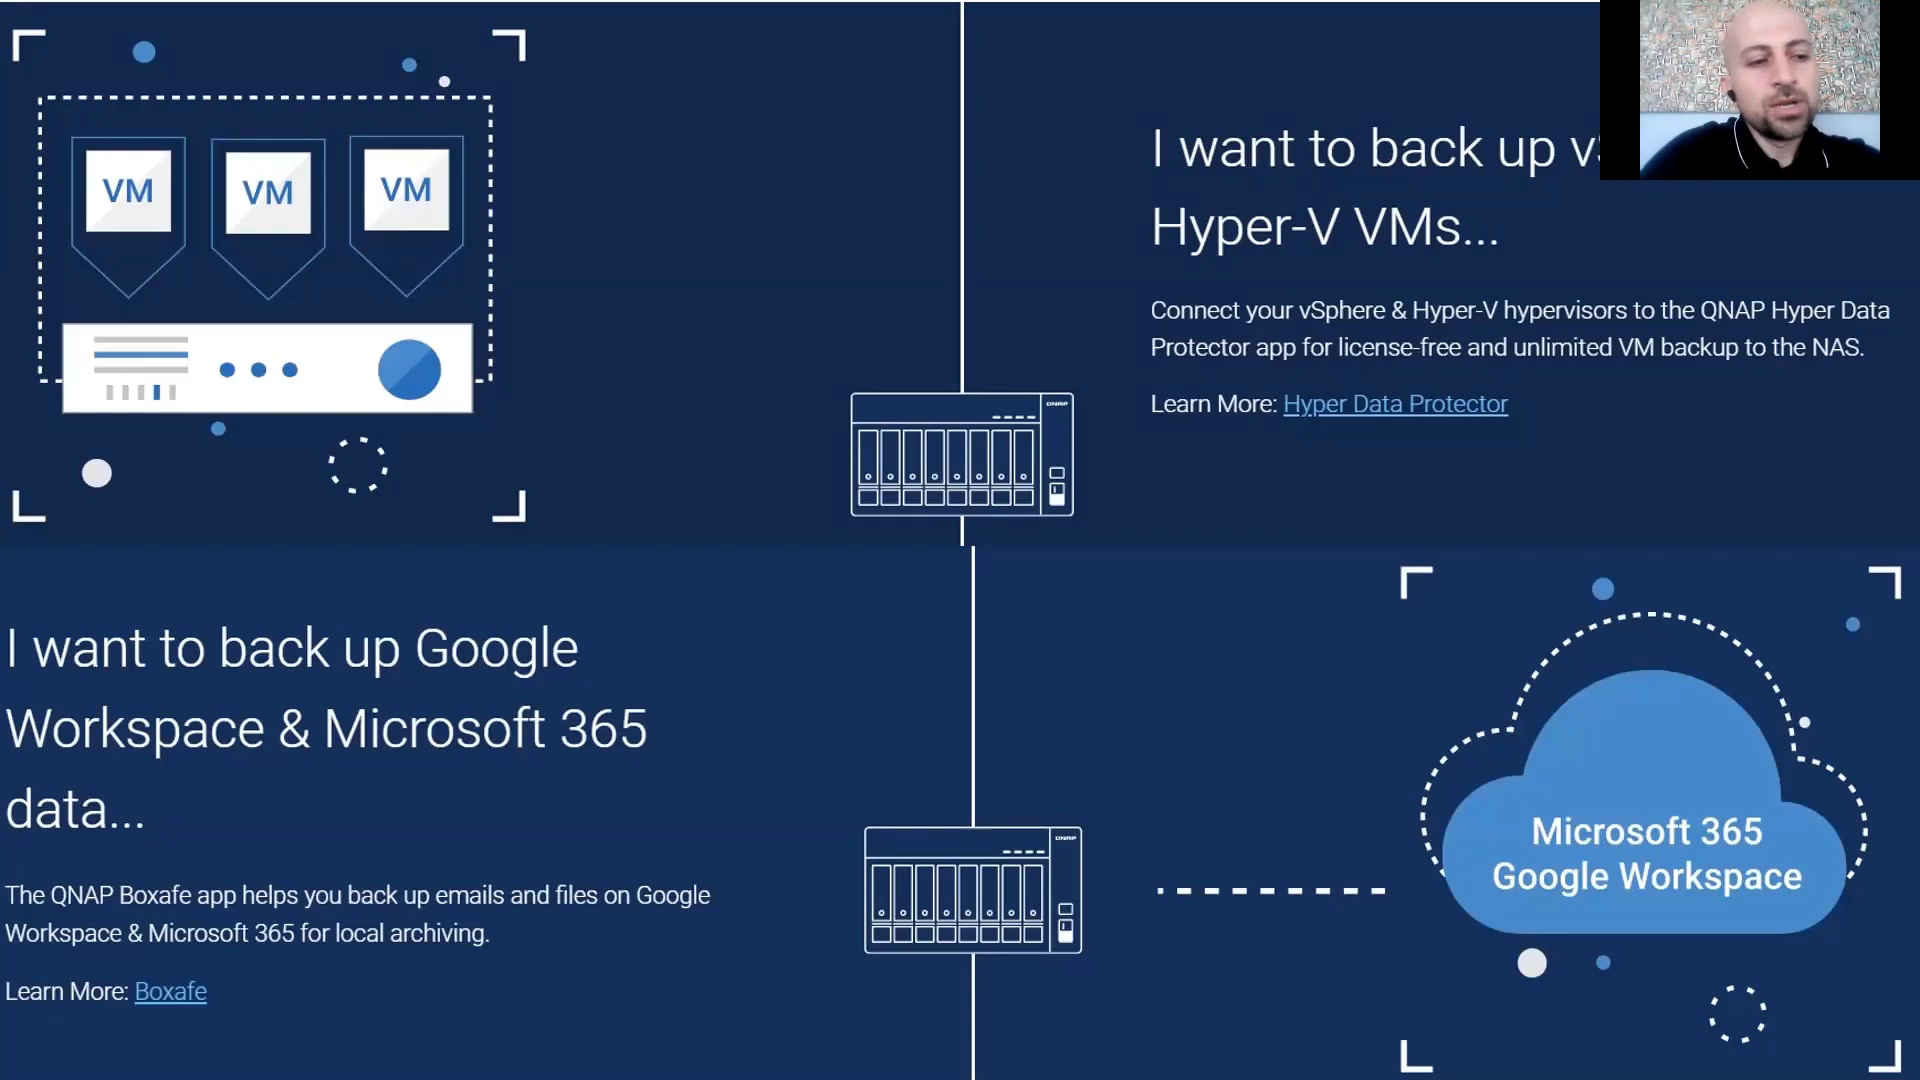 VM
VM
VM
I want to back up
Hyper-V VMs...
Connect your vSphere & Hyper-V hypervisors to the QNAP Hyper Data
Protector app for license-free and unlimited VM backup to the NAS.
Learn More: Hyper Data Protector
QNAP
I want to back up Google
Workspace & Microsoft 365
data...
The QNAP Boxafe app helps you back up emails and files on Google
Workspace & Microsoft 365 for local archiving.
Learn More: Boxafe
QNAP
Microsoft 365
Google Workspace